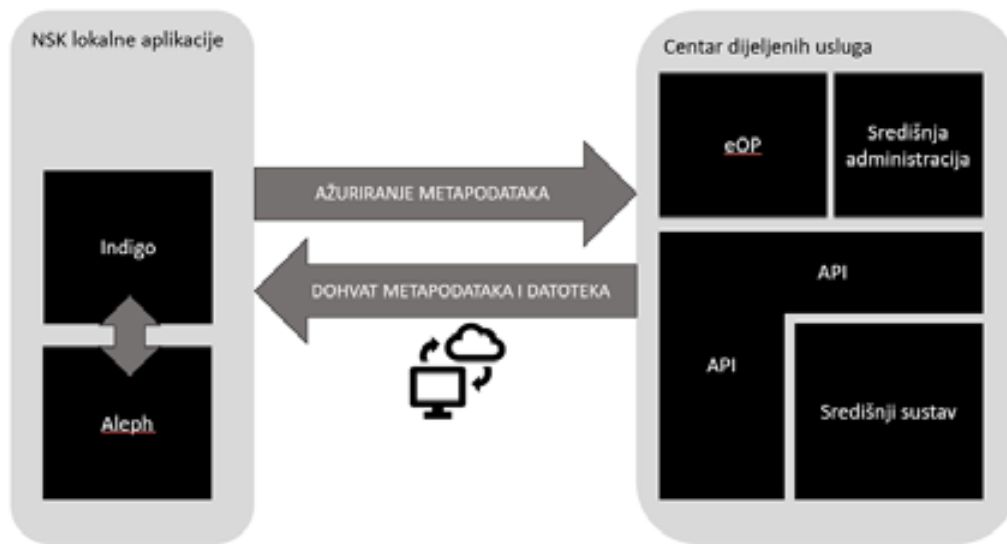 NSK lokalne aplikacije
Indigo
Aleph
AŽURIRANJE METAPODATAKA
DOHVAT METAPODATAKA I DATOTEKA
Centar dijeljenih usluga
eOP
Središnja
administracija
API
API
Središnji sustav